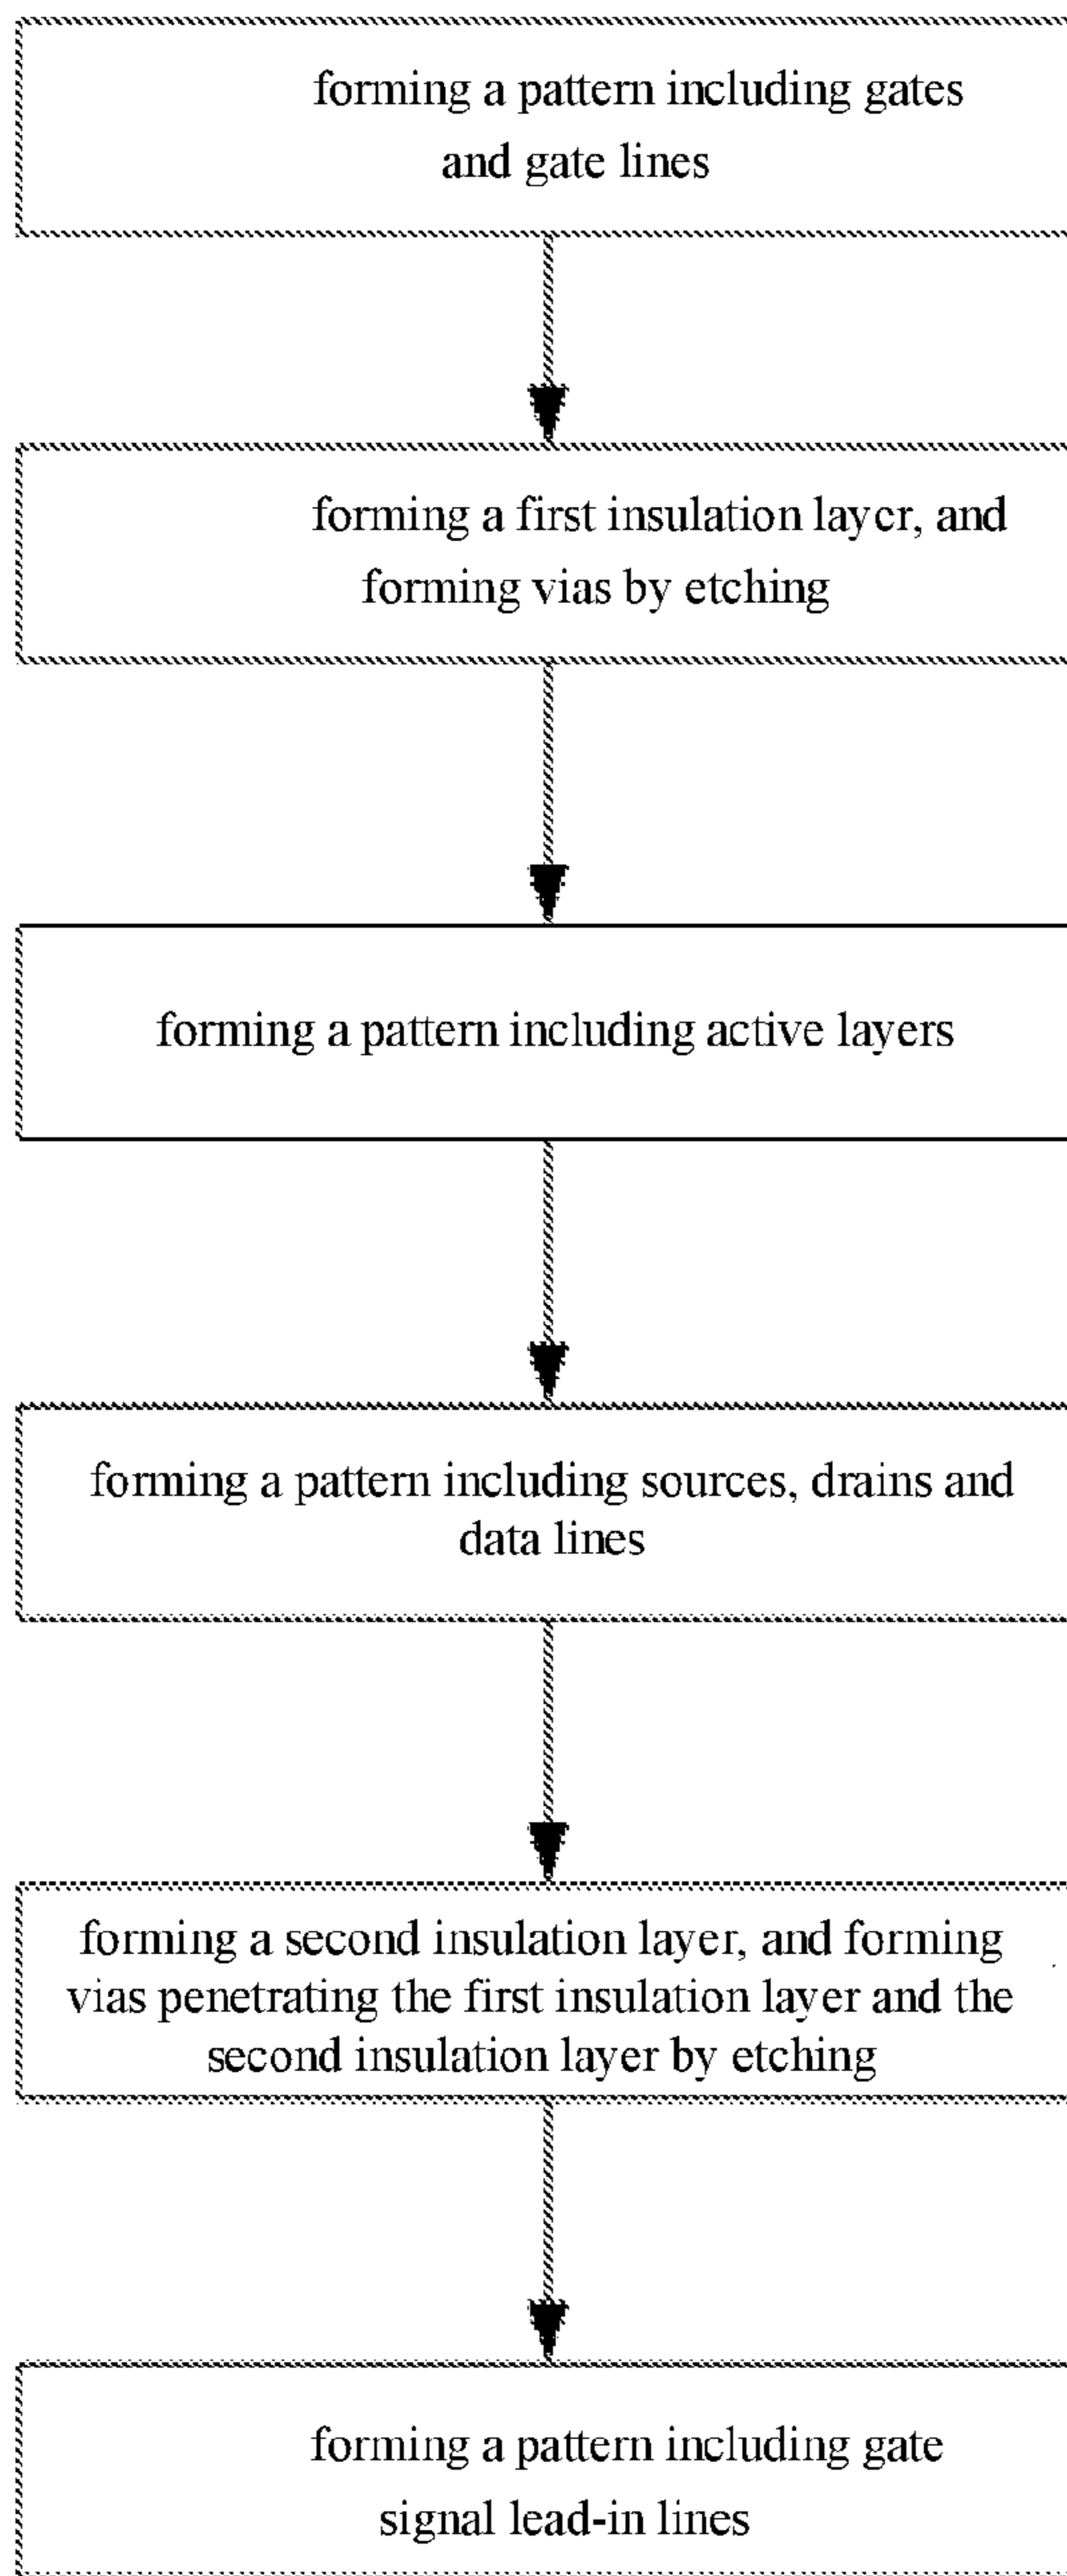 forming a pattern including gates
and gate lines
forming a first insulation layer, and
forming vias by etching
forming a pattern including active layers
forming a pattern including sources, drains and
data lines
forming a second insulation layer, and forming
vias penetrating the first insulation layer and the
second insulation layer by etching
forming a pattern including gate
signal lead-in lines